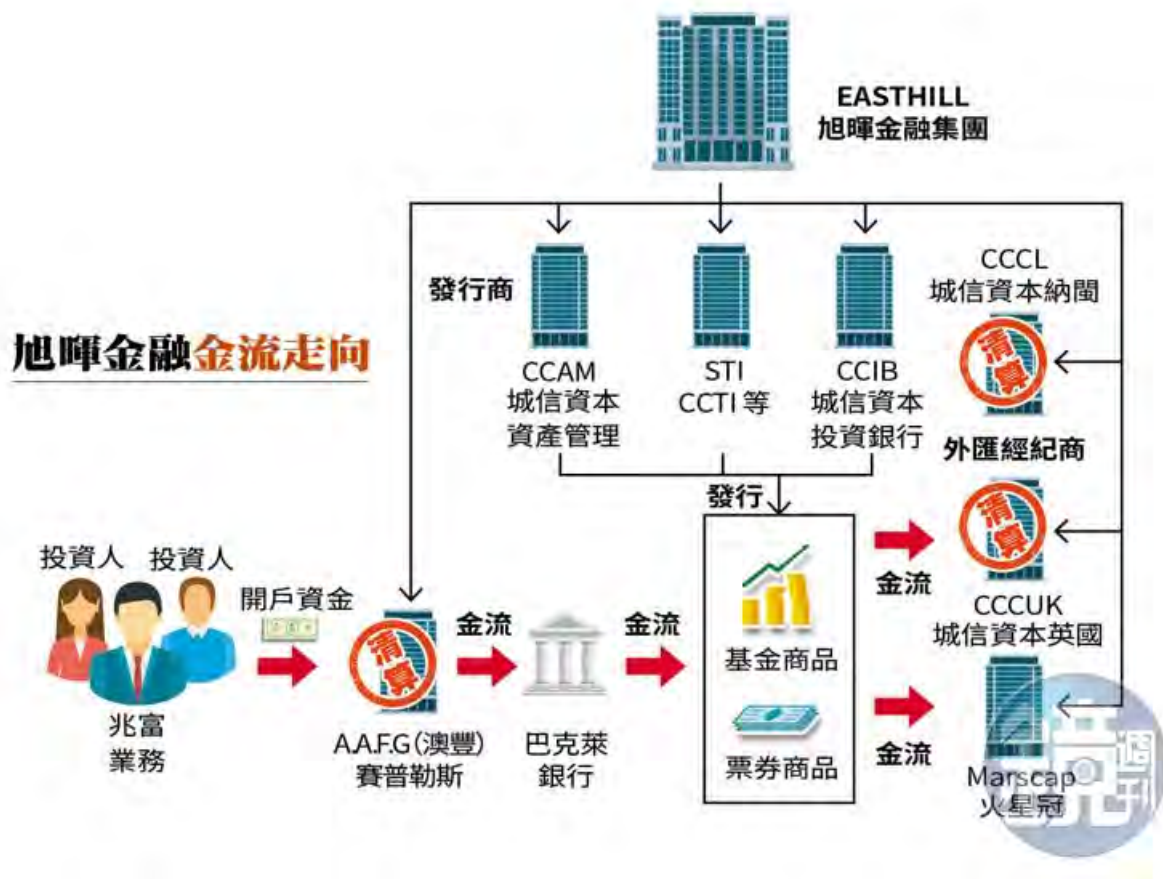 EASTHILL
旭暉金融集團
旭暉金融金流走向
發行商
CCAM
城信資本
資產管理
STI
CCTI 等
CCIB
城信資本
投資銀行
CCCL
城信資本納閩
清算
外匯經紀商
清算
CCCUK
城信資本英國
發行
投資人
投資人
開戶資金
兆富
業務
清算
A.A.F.G(澳豐)
賽普勒斯
金流
巴克萊
銀行
金流
基金商品
票券商品
金流
金流
Marscap
火星冠
鏡週刊